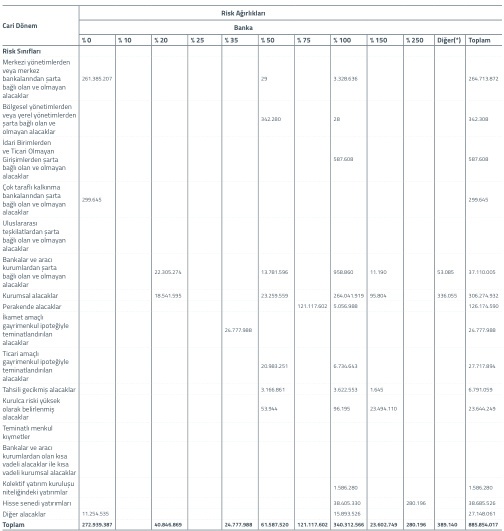 Risk Ağırlıkları
Cari Dönem
Banka
% 0 % 10 % 20 % 25 % 35 % 50 % 75 % 100 % 150 % 250 Diğer(*) Toplam
Risk Sınıfları
Merkezi yönetimlerden
veya merkez
bankalarından şarta
bağlı olan ve olmayan
alacaklar
261.385.207 29 3.328.636 264.713.872
Bölgesel yönetimlerden
veya yerel yönetimlerden
şarta bağlı olan ve
olmayan alacaklar
342.280 28 342.308
İdari Birimlerden
ve Ticari Olmayan
Girişimlerden şarta
bağlı olan ve olmayan
alacaklar
587.608 587.608
Çok taraflı kalkınma
bankalarından şarta
bağlı olan ve olmayan
alacaklar
299.645 299.645
Uluslararası
teşkilatlardan şarta
bağlı olan ve olmayan
alacaklar
Bankalar ve aracı
kurumlardan şarta
bağlı olan ve olmayan
alacaklar
22.305.274 13.781.596 958.860 11.190 53.085 37.110.005
Kurumsal alacaklar 18.541.595 23.259.559 264.041.919 95.804 336.055 306.274.932
Perakende alacaklar 121.117.602 5.056.988 126.174.590
İkamet amaçlı
gayrimenkul ipoteğiyle
teminatlandırılan
alacaklar
24.777.988 24.777.988
Ticari amaçlı
gayrimenkul ipoteğiyle
teminatlandırılan
alacaklar
20.983.251 6.734.643 27.717.894
Tahsili gecikmiş alacaklar 3.166.861 3.622.553 1.645 6.791.059
Kurulca riski yüksek
olarak belirlenmiş
alacaklar
53.944 96.195 23.494.110 23.644.249
Teminatlı menkul
kıymetler
Bankalar ve aracı
kurumlardan olan kısa
vadeli alacaklar ile kısa
vadeli kurumsal alacaklar
Kolektif yatırım kuruluşu
niteliğindeki yatırımlar
1.586.280 1.586.280
Hisse senedi yatırımları 38.405.330 280.196 38.685.526
Diğer alacaklar 11.254.535 15.893.526 27.148.061
Toplam 272.939.387 40.846.869 24.777.988 61.587.520 121.117.602 340.312.566 23.602.749 280.196 389.140 885.854.017